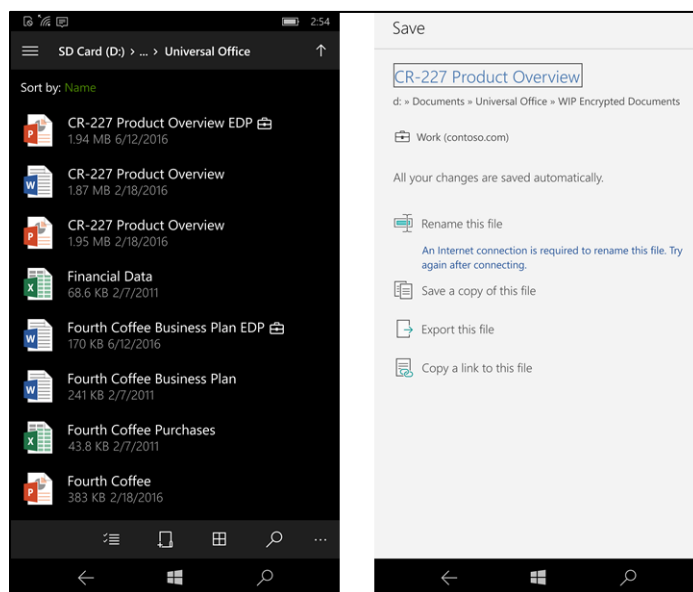 2:54
SD Card (D:) › ... › Universal Office
Sort by: Name
CR-227 Product Overview EDP
1.94 MB 6/12/2016
CR-227 Product Overview
1.87 MB 2/18/2016
CR-227 Product Overview
1.95 MB 2/18/2016
Financial Data
68.6 KB 2/7/2011
Fourth Coffee Business Plan EDP
170 KB 6/12/2016
Fourth Coffee Business Plan
241 KB 2/7/2011
Fourth Coffee Purchases
43.8 KB 2/7/2011
Fourth Coffee
383 KB 2/18/2016
Save
CR-227 Product Overview
d: » Documents » Universal Office » WIP Encrypted Documents
Work (contoso.com)
All your changes are saved automatically.
Rename this file
An Internet connection is required to rename this file. Try
again after connecting.
Save a copy of this file
Export this file
Copy a link to this file